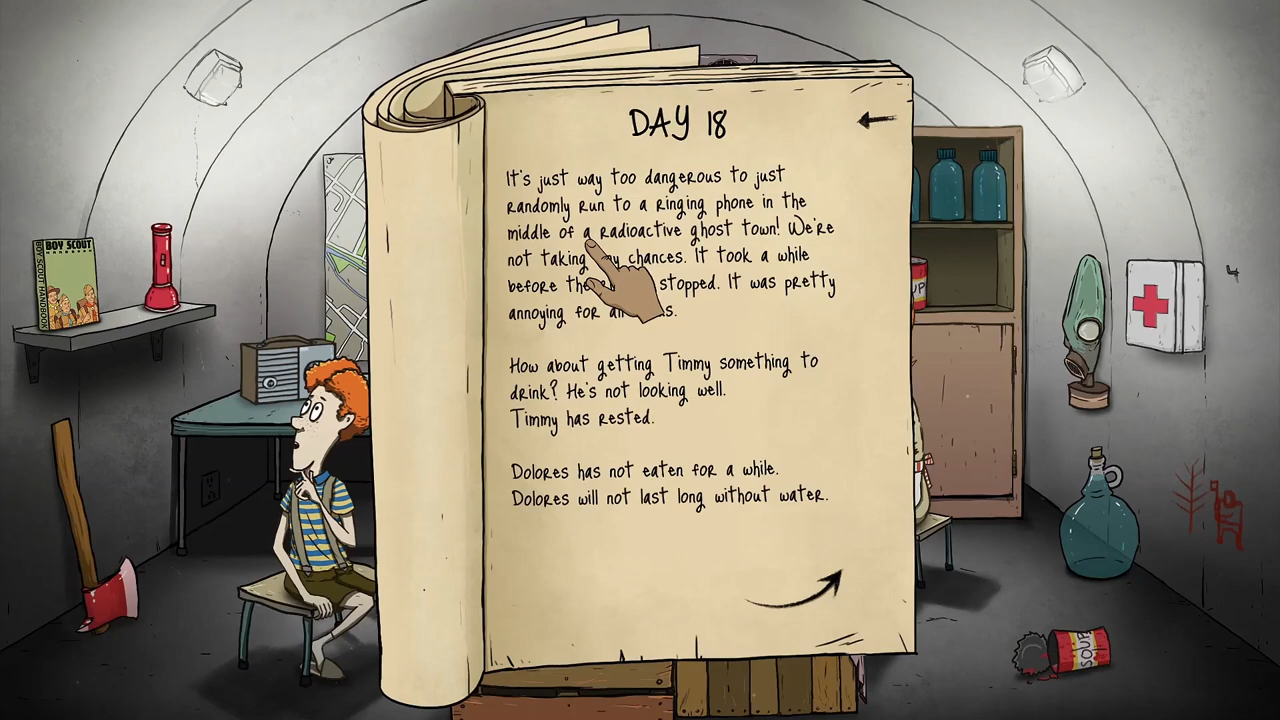 DAY 18
It's just way too dangerous to just
randomly run to a ringing phone in the
middle of a radioactive ghost town! We're
not taking chances. It took a while
before stopped. It was pretty
annoying for
How about getting Timmy something to
drink? He's not looking well.
Timmy has rested.
Dolores has not eaten for a while.
Dolores will not last long without water.
BOY SCOUT
BOY SCOUT HANDBOOK
SOUP